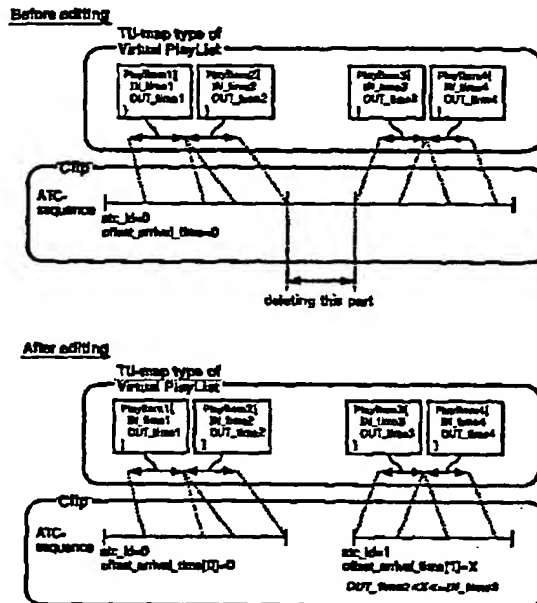 Before editing
TU-map type of
Virtual PlayList
PlayItem1{
IN_time1
OUT_time1
}
PlayItem2{
IN_time2
OUT_time2
}
PlayItem3{
IN_time3
OUT_time3
}
PlayItem4{
IN_time4
OUT_time4
}
Clip
ATC-
sequence
atc_id=0
offset_arrival_time=0
deleting this part
After editing
TU-map type of
Virtual PlayList
PlayItem1{
IN_time1
OUT_time1
}
PlayItem2{
IN_time2
OUT_time2
}
PlayItem3{
IN_time3
OUT_time3
}
PlayItem4{
IN_time4
OUT_time4
}
Clip
ATC-
sequence
atc_id=0
offset_arrival_time[0]=0
atc_id=1
offset_arrival_time[1]=X
OUT_time2<X<=IN_time3